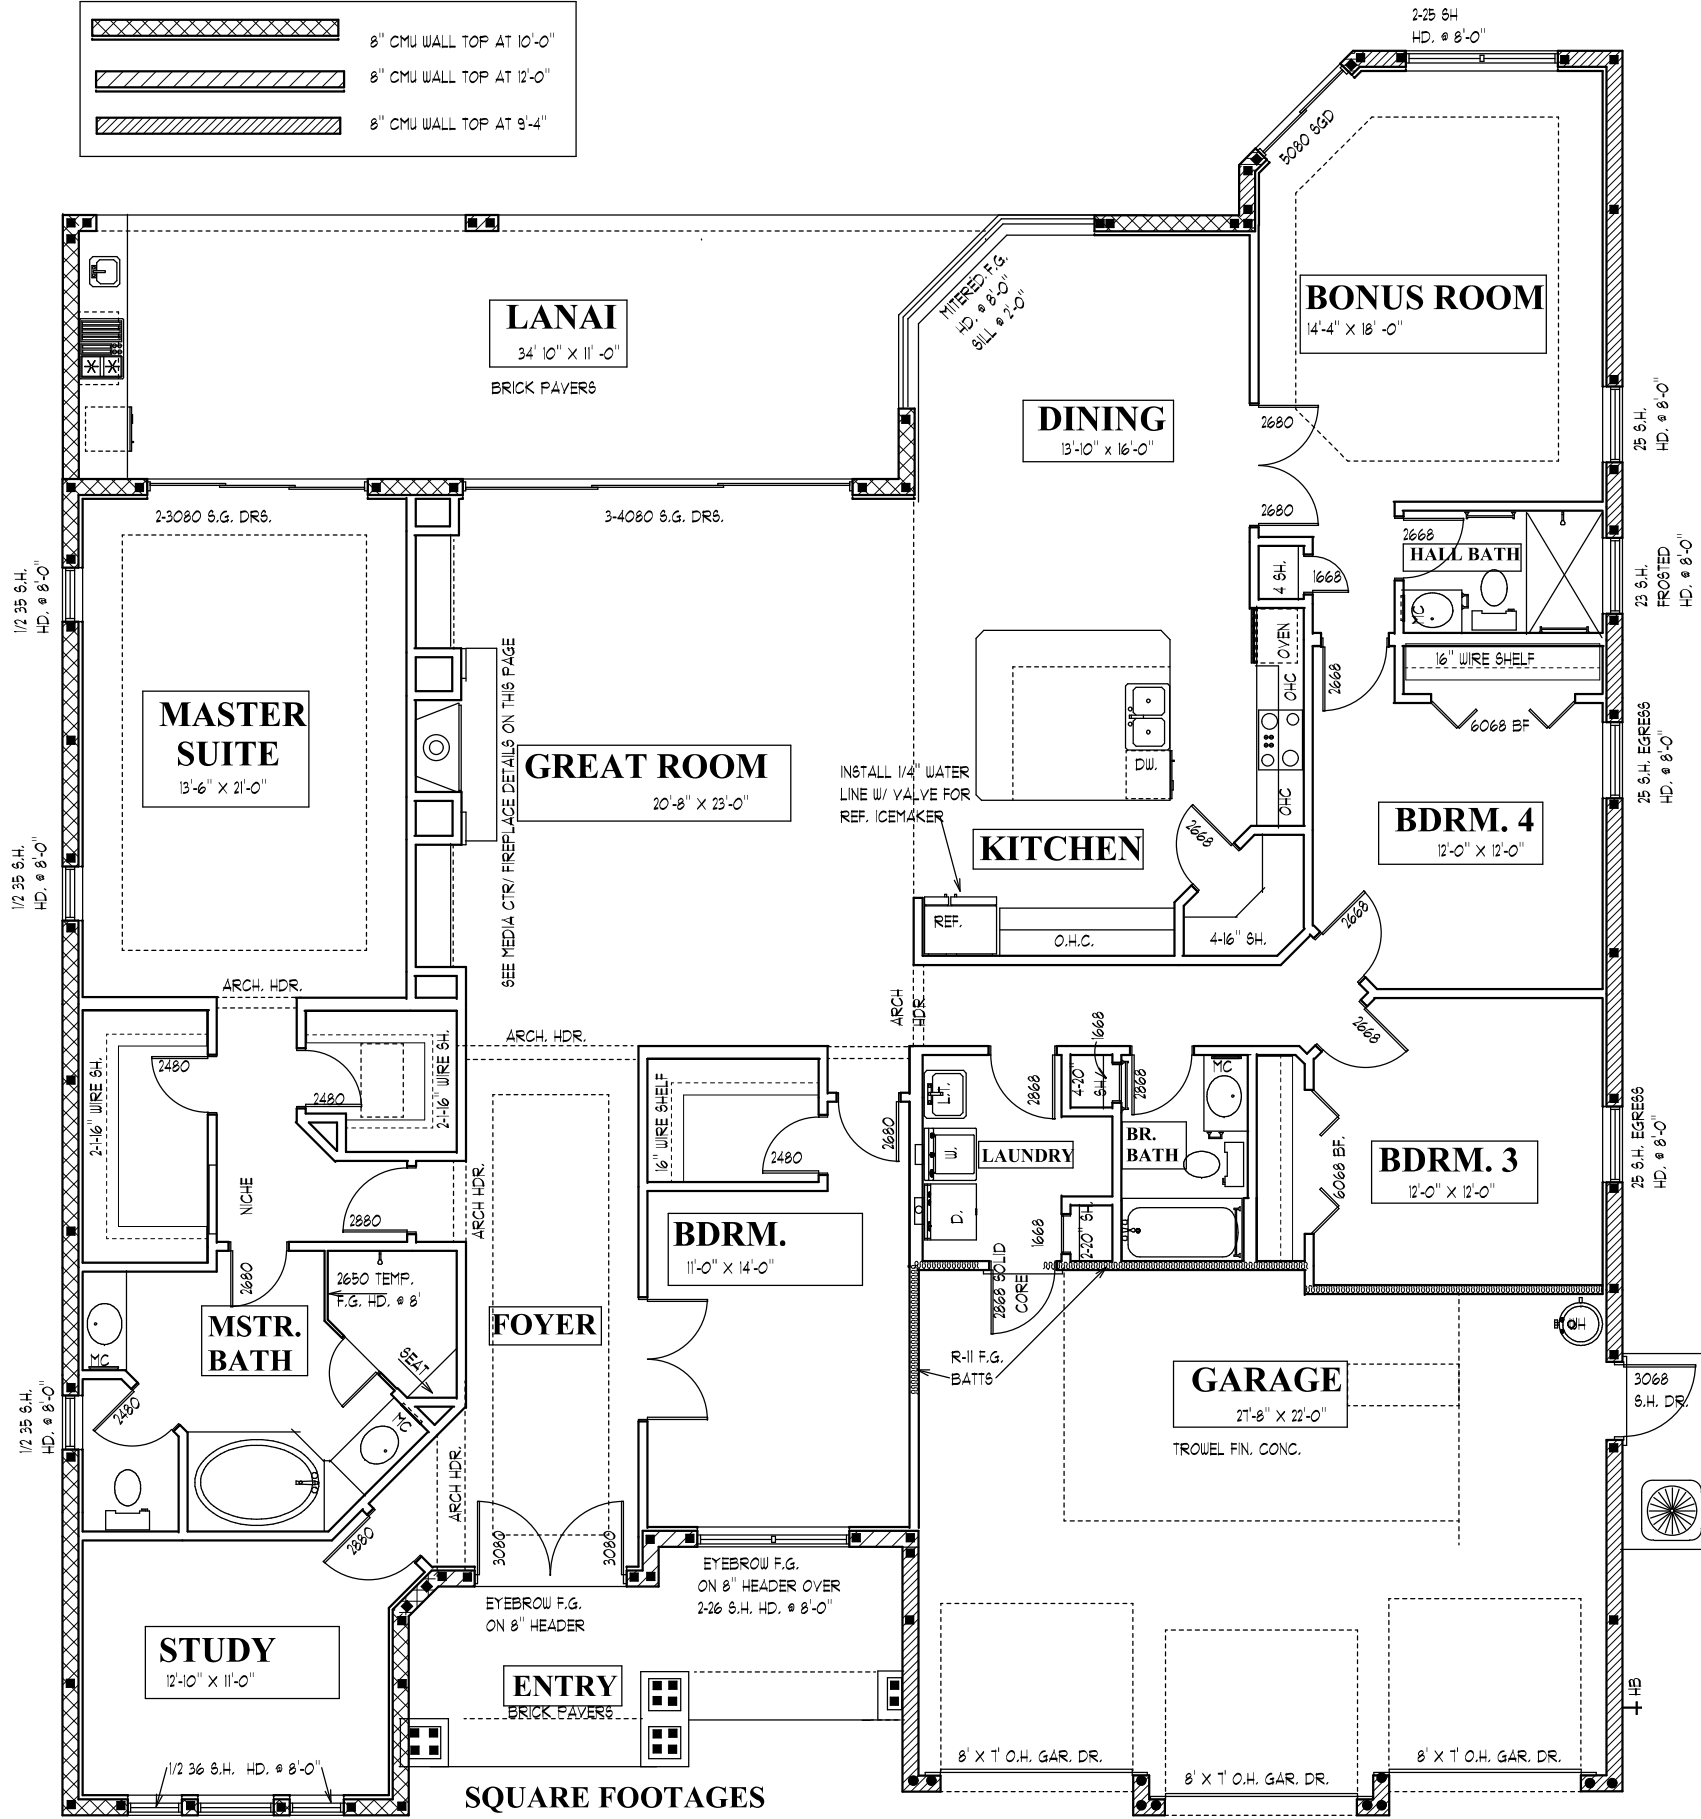 8" CMU WALL TOP AT 10'-0"
8" CMU WALL TOP AT 12'-0"
8" CMU WALL TOP AT 9'-4"
2-25 SH
HD. @ 8'-0"
5080 SGD
BONUS ROOM
14'-4" X 18' -0"
LANAI
34' 10" X 11' -0"
BRICK PAVERS
MITERED F.G.
HD. @ 8'-0"
SILL @ 2'-0"
DINING
13'-10" x 16'-0"
2680
2680
25 S.H.
HD. @ 8'-0"
2-3080 S.G. DRS.
3-4080 S.G. DRS.
2668
HALL BATH
MC
23 S.H.
FROSTED
HD. @ 8'-0"
4 SH.
1668
1/2 35 S.H.
HD. @ 8'-0"
OVEN
OHC
OHC
2668
16" WIRE SHELF
6068 BF
25 S.H. EGRESS
HD. @ 8'-0"
MASTER
SUITE
13'-6" X 21'-0"
SEE MEDIA CTR/ FIREPLACE DETAILS ON THIS PAGE
GREAT ROOM
20'-8" X 23'-0"
INSTALL 1/4" WATER
LINE W/ VALVE FOR
REF. ICEMAKER
DW.
KITCHEN
2668
BDRM. 4
12'-0" X 12'-0"
1/2 35 S.H.
HD. @ 8'-0"
REF.
O.H.C.
4-16" SH.
2668
ARCH. HDR.
ARCH. HDR.
ARCH
HDR.
2-1-16" WIRE SH.
2480
2480
2-1-16" WIRE SH.
16" WIRE SHELF
2480
2680
L.T.
2868
4-20"
SH.
1668
2868
MC
2668
W.
LAUNDRY
BR.
BATH
6068 BF.
BDRM. 3
12'-0" X 12'-0"
25 S.H. EGRESS
HD. @ 8'-0"
NICHE
2880
ARCH HDR.
D.
1668
2-20" SH.
BDRM.
11'-0" X 14'-0"
2680
2650 TEMP.
F.G. HD. @ 8'
2868 SOLID
CORE
MSTR.
BATH
MC
SEAT
FOYER
R-11 F.G.
BATTS
GARAGE
27'-8" X 22'-0"
TROWEL FIN. CONC.
3068
S.H. DR.
1/2 35 S.H.
HD. @ 8'-0"
2480
MC
ARCH HDR.
2880
3080
3080
EYEBROW F.G.
ON 8" HEADER
EYEBROW F.G.
ON 8" HEADER OVER
2-26 S.H. HD. @ 8'-0"
STUDY
12'-10" X 11'-0"
ENTRY
BRICK PAVERS
HB
1/2 36 S.H. HD. @ 8'-0"
8' X 7' O.H. GAR. DR.
8' X 7' O.H. GAR. DR.
8' X 7' O.H. GAR. DR.
SQUARE FOOTAGES